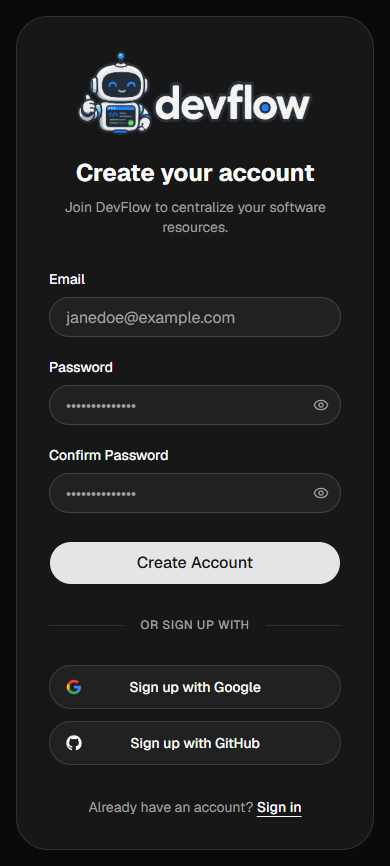 devflow
Create your account
Join DevFlow to centralize your software
resources.
Email
janedoe@example.com
Password
••••••••••••••
Confirm Password
••••••••••••••
Create Account
OR SIGN UP WITH
Sign up with Google
Sign up with GitHub
Already have an account? Sign in